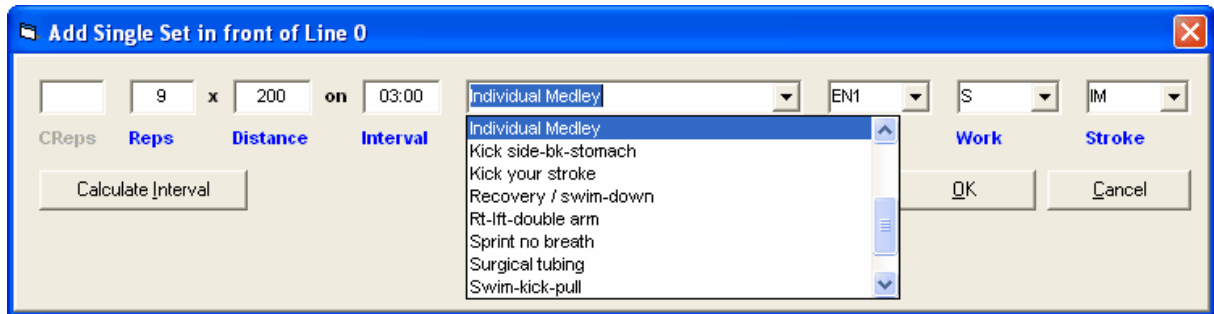 Add Single Set in front of Line 0
9 x 200 on 03:00 Individual Medley EN1 S IM
CReps Reps Distance Interval Work Stroke
Individual Medley
Kick side-bk-stomach
Kick your stroke
Recovery / swim-down
Rt-lft-double arm
Sprint no breath
Surgical tubing
Swim-kick-pull
Calculate Interval OK Cancel